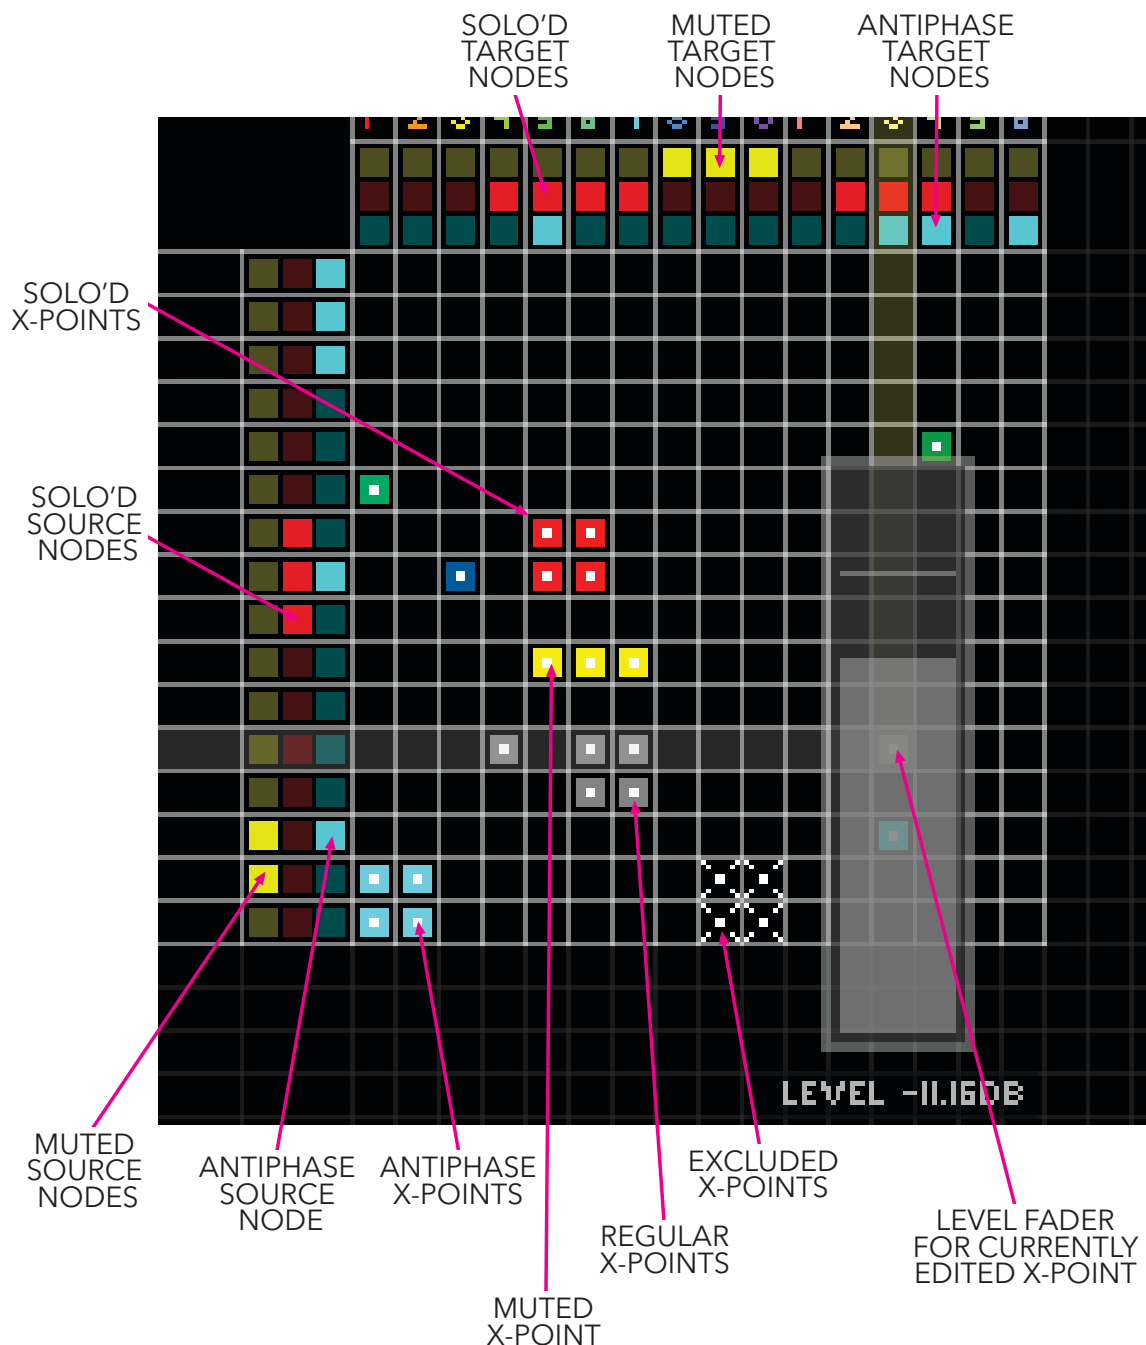 SOLO'D
TARGET
NODES
MUTED
TARGET
NODES
ANTIPHASE
TARGET
NODES
SOLO'D
X-POINTS
SOLO'D
SOURCE
NODES
LEVEL -11.16DB
MUTED
SOURCE
NODES
ANTIPHASE
SOURCE
NODE
ANTIPHASE
X-POINTS
EXCLUDED
X-POINTS
REGULAR
X-POINTS
LEVEL FADER
FOR CURRENTLY
EDITED X-POINT
MUTED
X-POINT